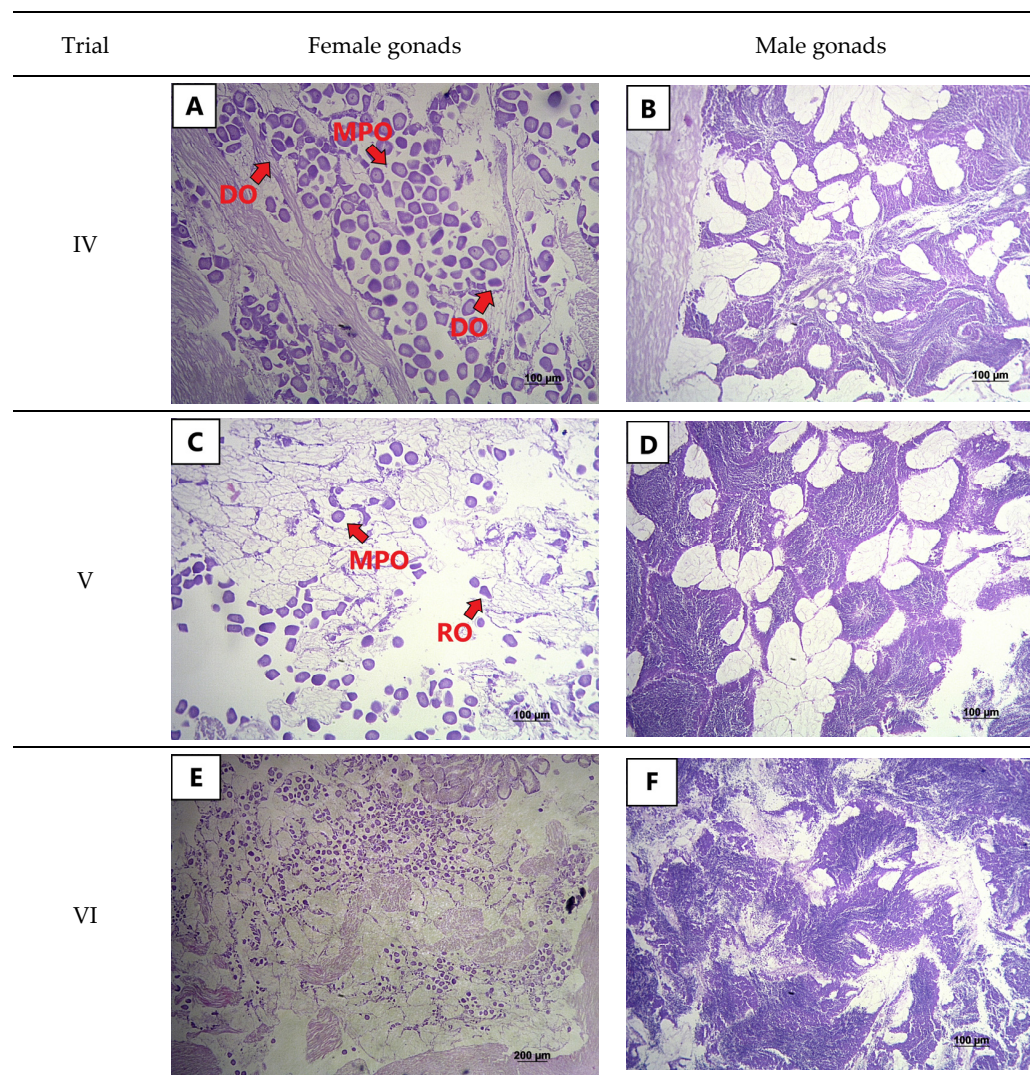 Trial Female gonads Male gonads
IV
A
MPO
DO
DO
100 µm
B
100 µm
V
C
MPO
RO
100 µm
D
100 µm
VI
E
200 µm
F
100 µm